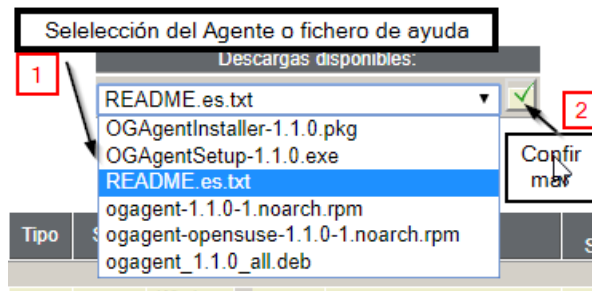 Selelección del Agente o fichero de ayuda
Descargas disponibles:
1
README.es.txt
2
OGAgentInstaller-1.1.0.pkg
OGAgentSetup-1.1.0.exe
Confir
mar
README.es.txt
ogagent-1.1.0-1.noarch.rpm
Tipo
ogagent-opensuse-1.1.0-1.noarch.rpm
ogagent_1.1.0_all.deb